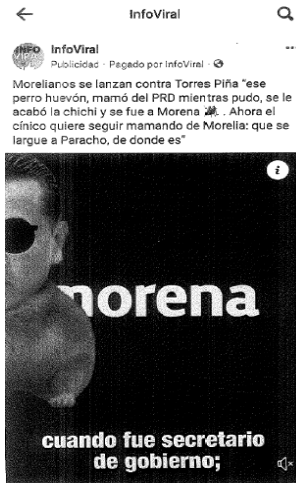 InfoViral
InfoViral
Publicidad · Pagado por InfoViral ·
Morelianos se lanzan contra Torres Piña "ese
perro huevón, mamó del PRD mientras pudo, se le
acabó la chichi y se fue a Morena . . Ahora el
cínico quiere seguir mamando de Morelia: que se
largue a Paracho, de donde es"
morena
cuando fue secretario
de gobierno;